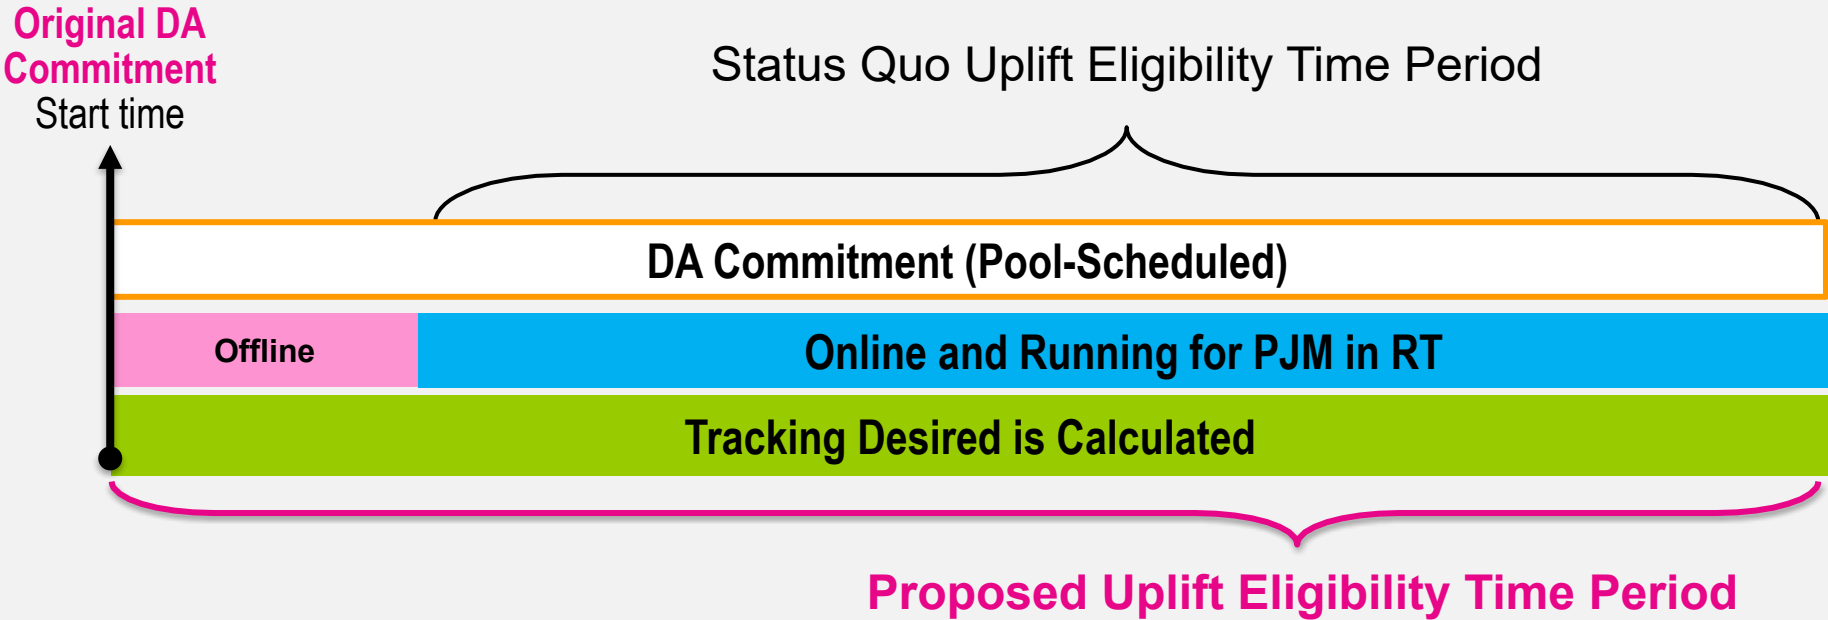 Original DA
Commitment
Start time
Status Quo Uplift Eligibility Time Period
DA Commitment (Pool-Scheduled)
Offline
Online and Running for PJM in RT
Tracking Desired is Calculated
Proposed Uplift Eligibility Time Period